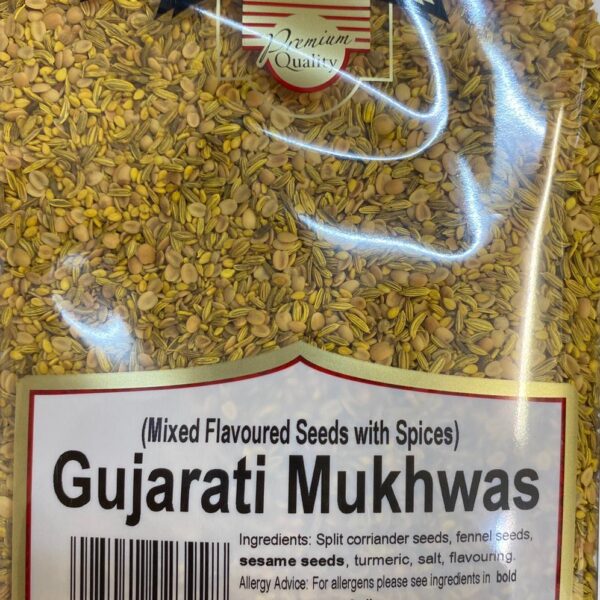 Premium
Quality
(Mixed Flavoured Seeds with Spices)
Gujarati Mukhwas
Ingredients: Split corriander seeds, fennel seeds,
sesame seeds, turmeric, salt, flavouring.
Allergy Advice: For allergens please see ingredients in bold